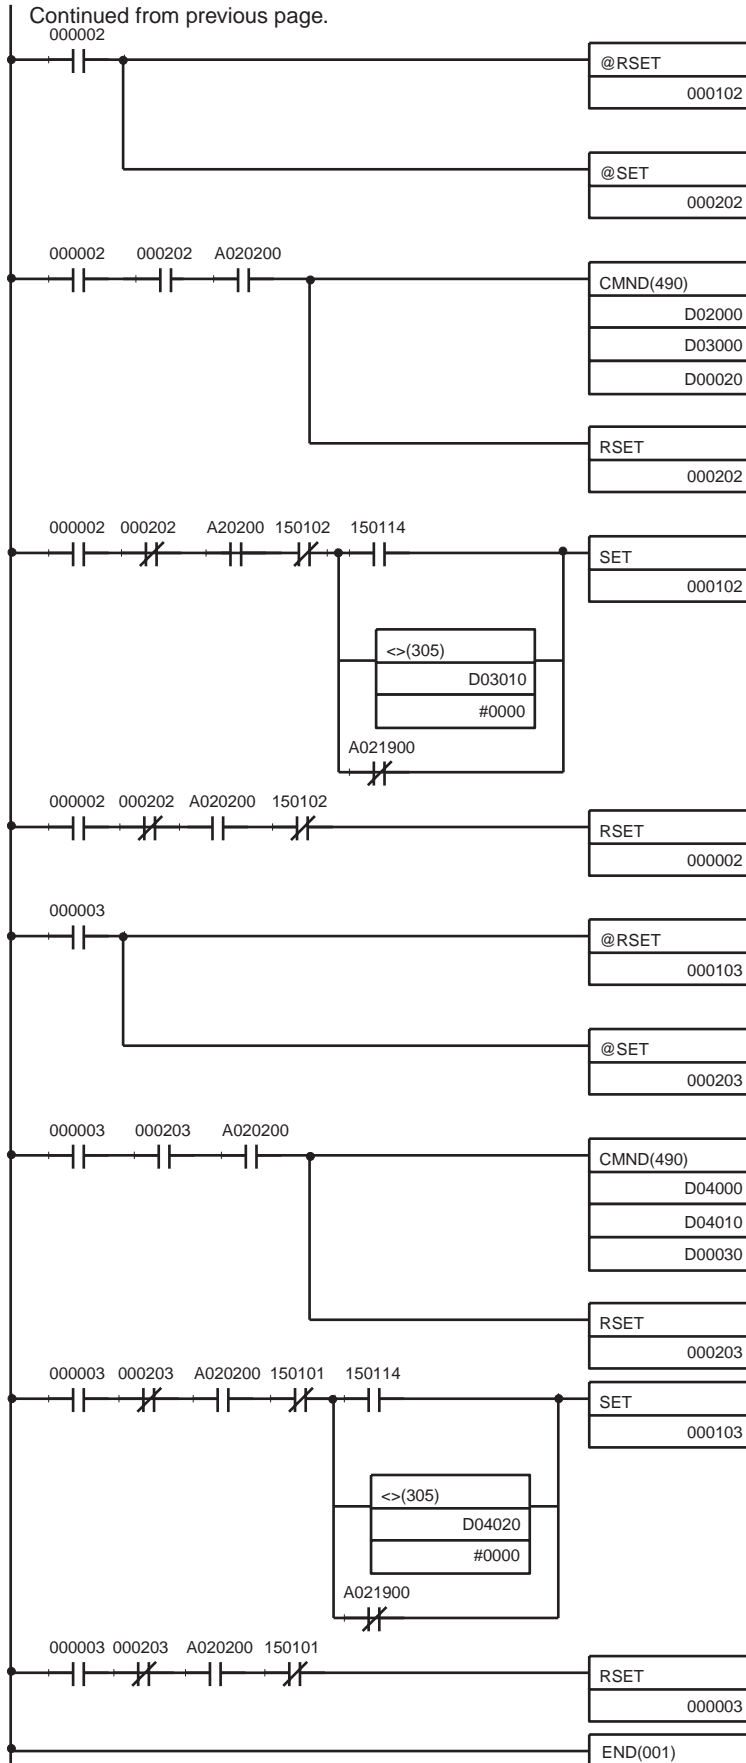 Continued from previous page.
000002
@RSET
000102
@SET
000202
000002 000202 A020200
CMND(490)
D02000
D03000
D00020
RSET
000202
000002 000202 A20200 150102 150114
SET
000102
<>(305)
D03010
#0000
A021900
000002 000202 A020200 150102
RSET
000002
000003
@RSET
000103
@SET
000203
000003 000203 A020200
CMND(490)
D04000
D04010
D00030
RSET
000203
000003 000203 A020200 150101 150114
SET
000103
<>(305)
D04020
#0000
A021900
000003 000203 A020200 150101
RSET
000003
END(001)